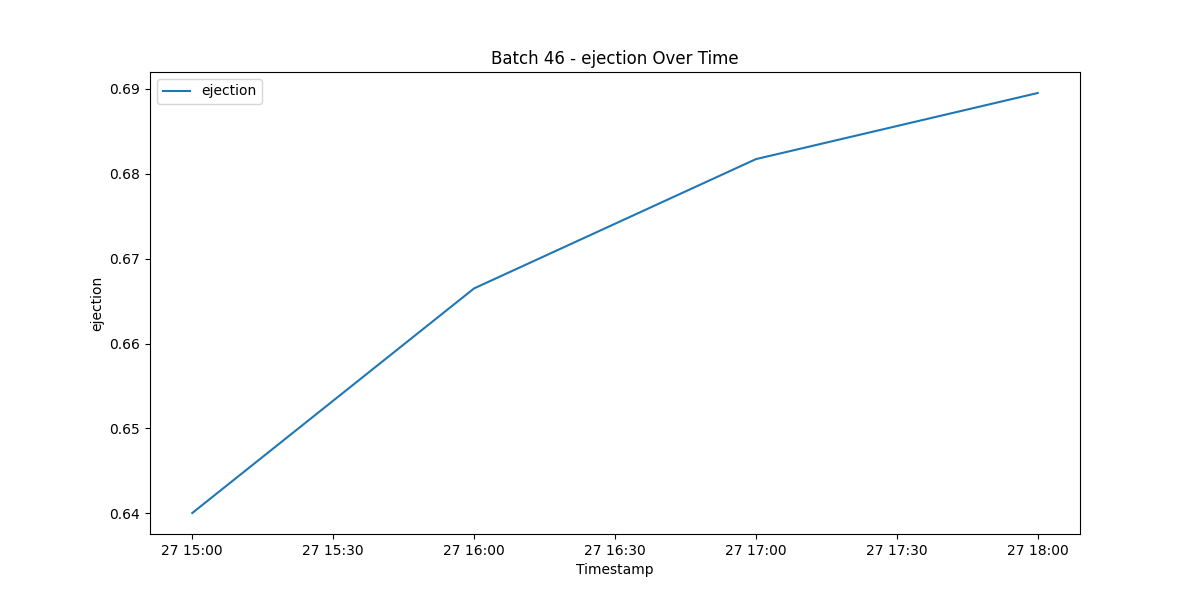 Batch 46 - ejection Over Time
ejection
0.69
0.68
0.67
0.66
0.65
0.64
ejection
27 15:00 27 15:30 27 16:00 27 16:30 27 17:00 27 17:30 27 18:00
Timestamp